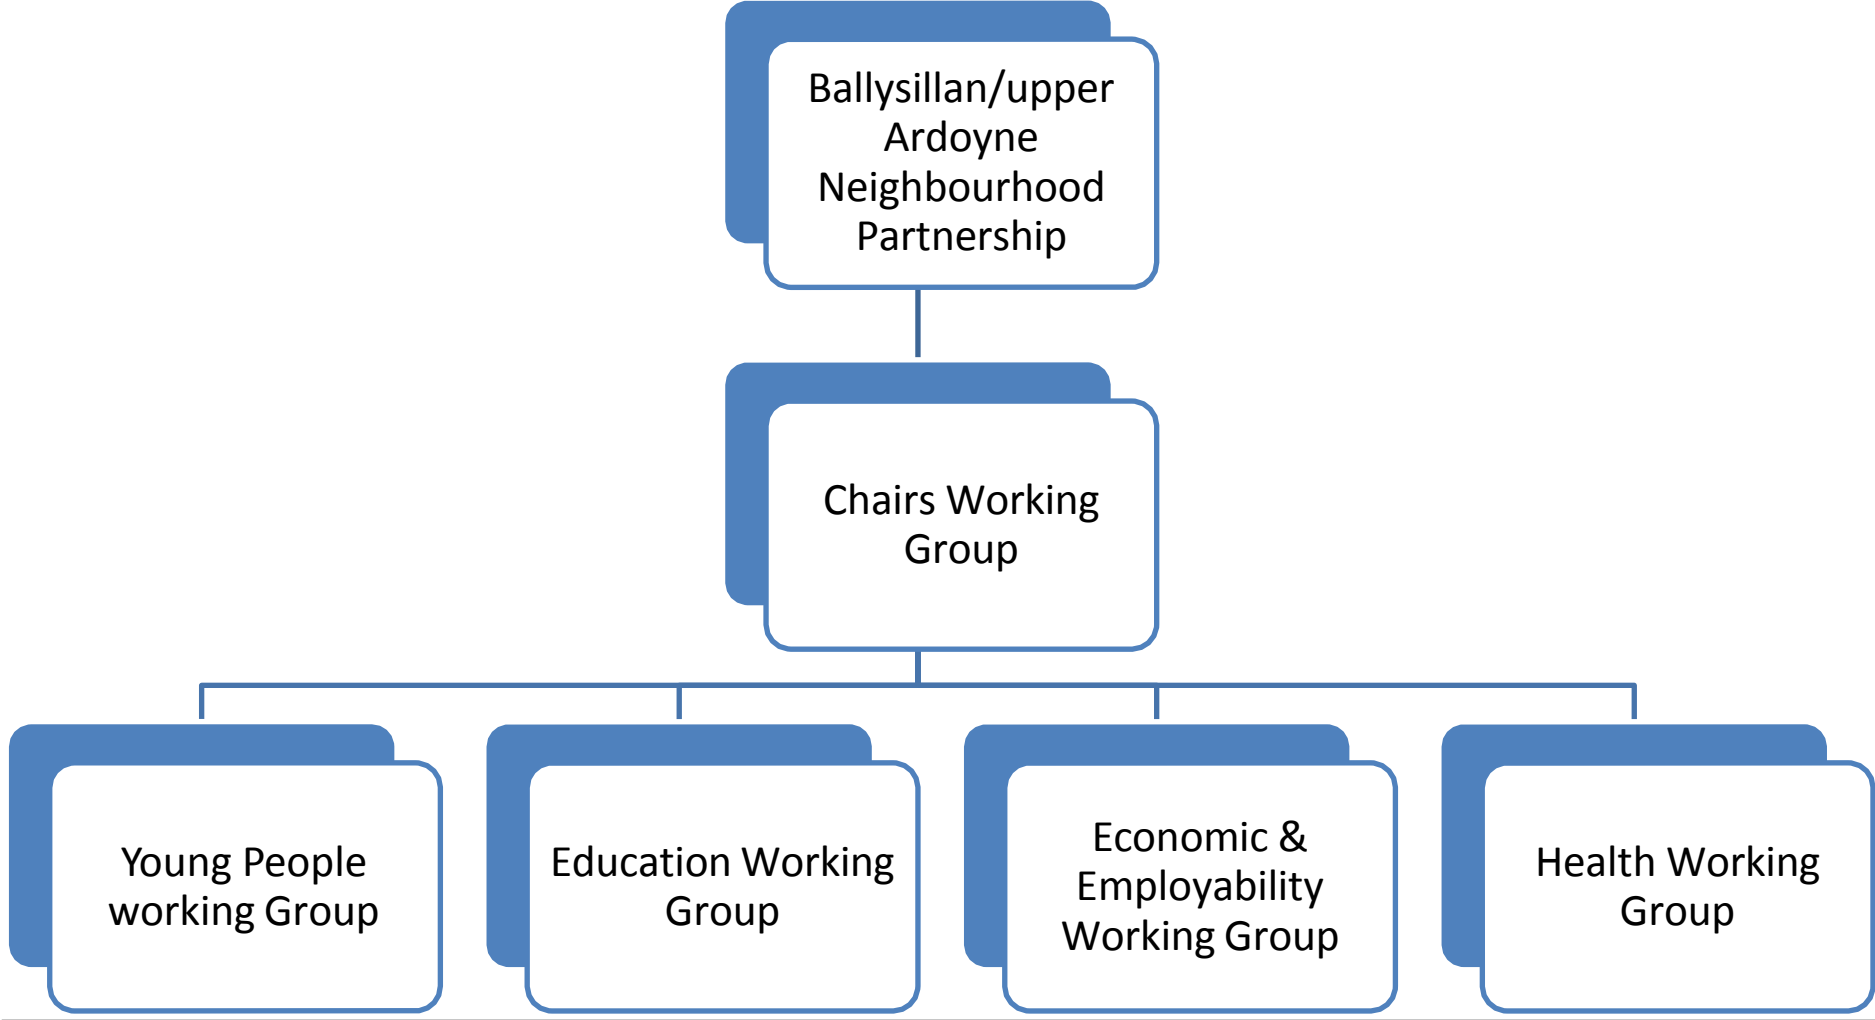 Ballysillan/upper
Ardoyne
Neighbourhood
Partnership
Chairs Working
Group
Young People
working Group
Education Working
Group
Economic &
Employability
Working Group
Health Working
Group